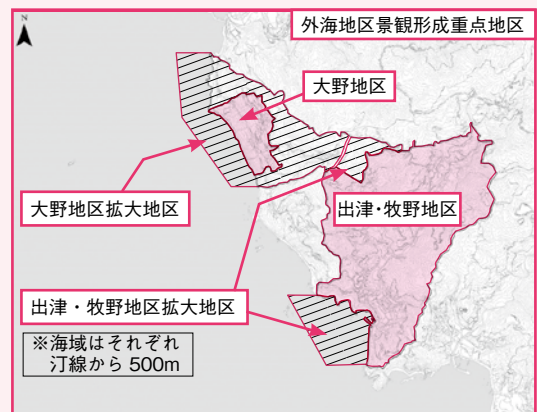 外海地区景観形成重点地区
N
大野地区
大野地区拡大地区
出津・牧野地区
出津・牧野地区拡大地区
※海域はそれぞれ
汀線から 500m